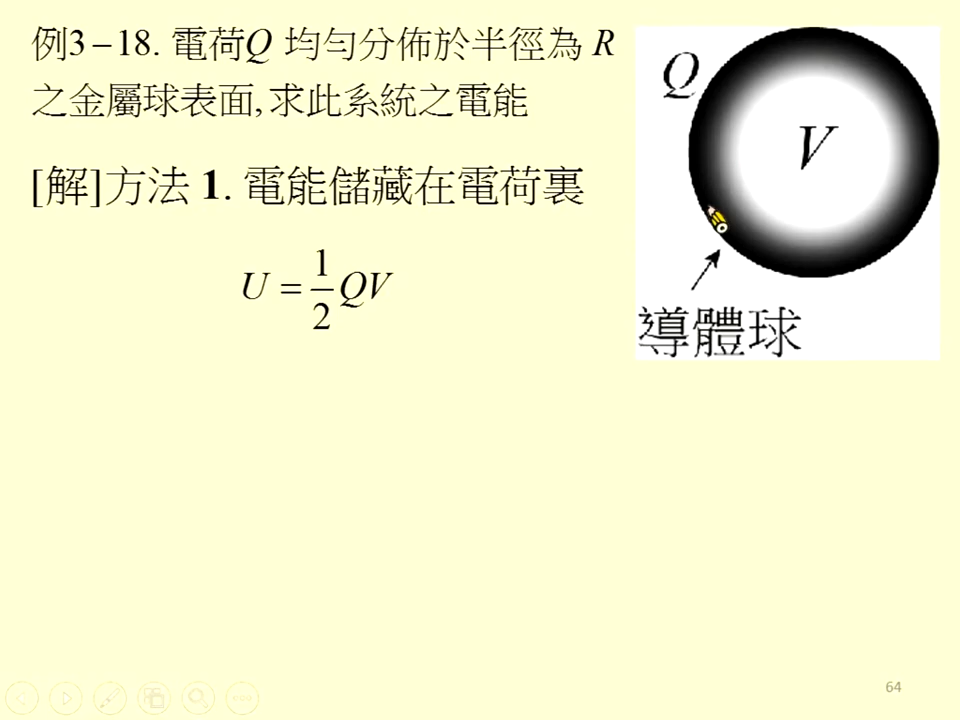 例3－18. 電荷Q 均勻分佈於半徑為 R
之金屬球表面, 求此系統之電能
[解]方法 1. 電能儲藏在電荷裏
U = 1/2 QV
Q
V
導體球
64